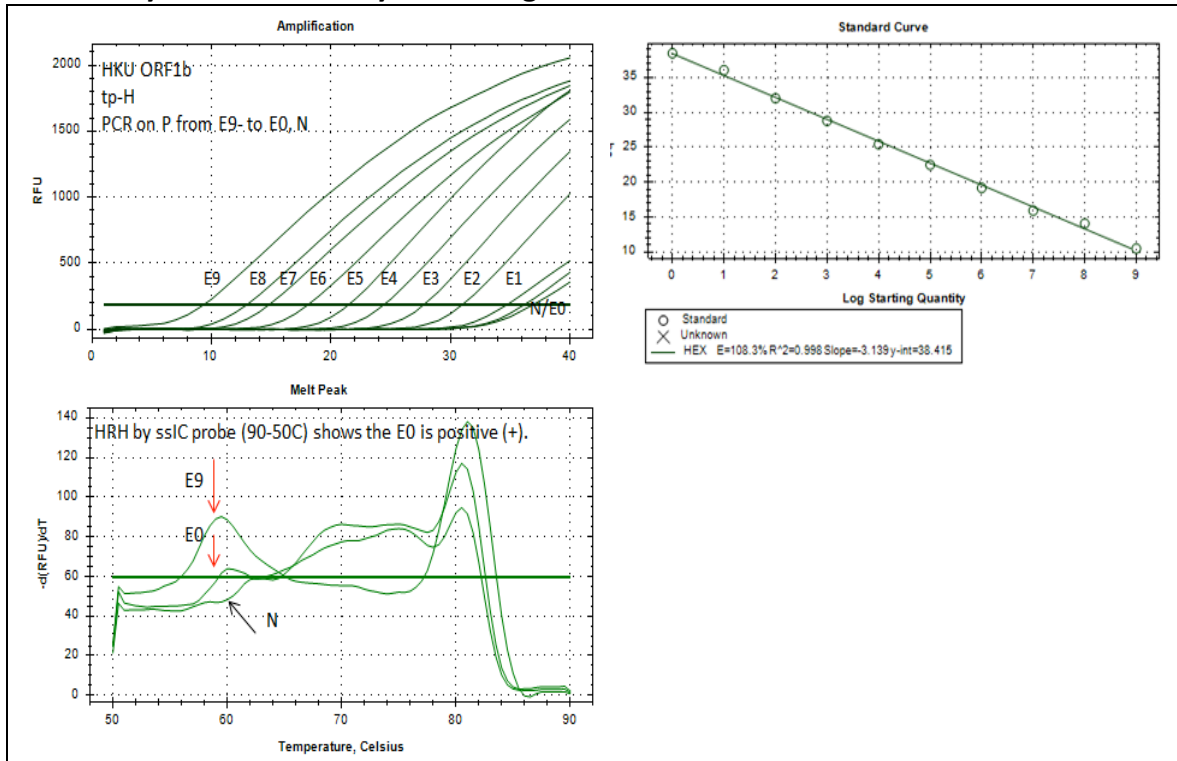 Amplification
2000
1500
1000
500
0
RFU
HKU ORF1b
tp-H
PCR on P from E9- to E0, N
E9 E8 E7 E6 E5 E4 E3 E2 E1
N/E0
0 10 20 30 40
Standard Curve
35
30
25
20
15
10
0 1 2 3 4 5 6 7 8 9
Log Starting Quantity
Standard
Unknown
HEX E=108.3% R^2=0.998 Slope=-3.139 y-int=38.415
Melt Peak
140
120
100
80
60
40
20
0
-d(RFU)/dT
HRH by ssIC probe (90-50C) shows the E0 is positive (+).
E9
E0
N
50 60 70 80 90
Temperature, Celsius